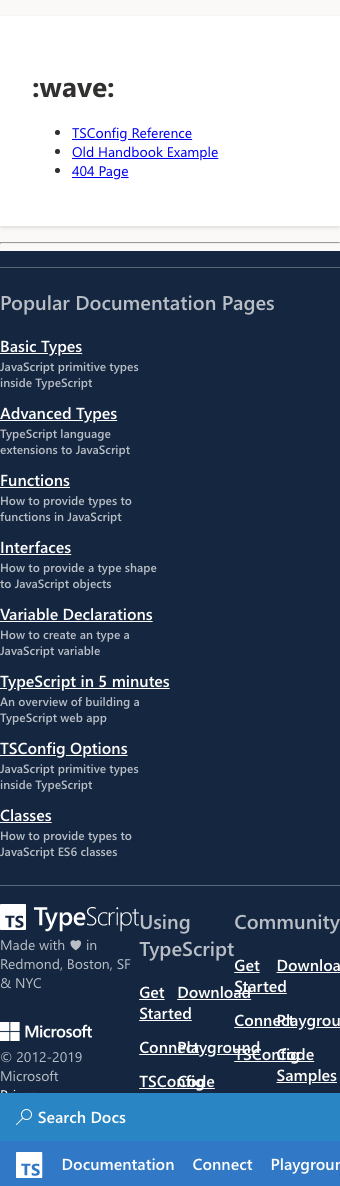 :wave:
TSConfig Reference
Old Handbook Example
404 Page
Popular Documentation Pages
Basic Types
JavaScript primitive types
inside TypeScript
Advanced Types
TypeScript language
extensions to JavaScript
Functions
How to provide types to
functions in JavaScript
Interfaces
How to provide a type shape
to JavaScript objects
Variable Declarations
How to create an type a
JavaScript variable
TypeScript in 5 minutes
An overview of building a
TypeScript web app
TSConfig Options
JavaScript primitive types
inside TypeScript
Classes
How to provide types to
JavaScript ES6 classes
TS TypeScript
Made with ♥ in
Redmond, Boston, SF
& NYC
Microsoft
© 2012-2019
Microsoft
Using
TypeScript
Get
Started
Download
Connect
Playground
TSConfig
Code
Community
Get
Started
Downloa
Connect
Playgrou
TSConfig
Code
Samples
Search Docs
TS
Documentation
Connect
Playgroun